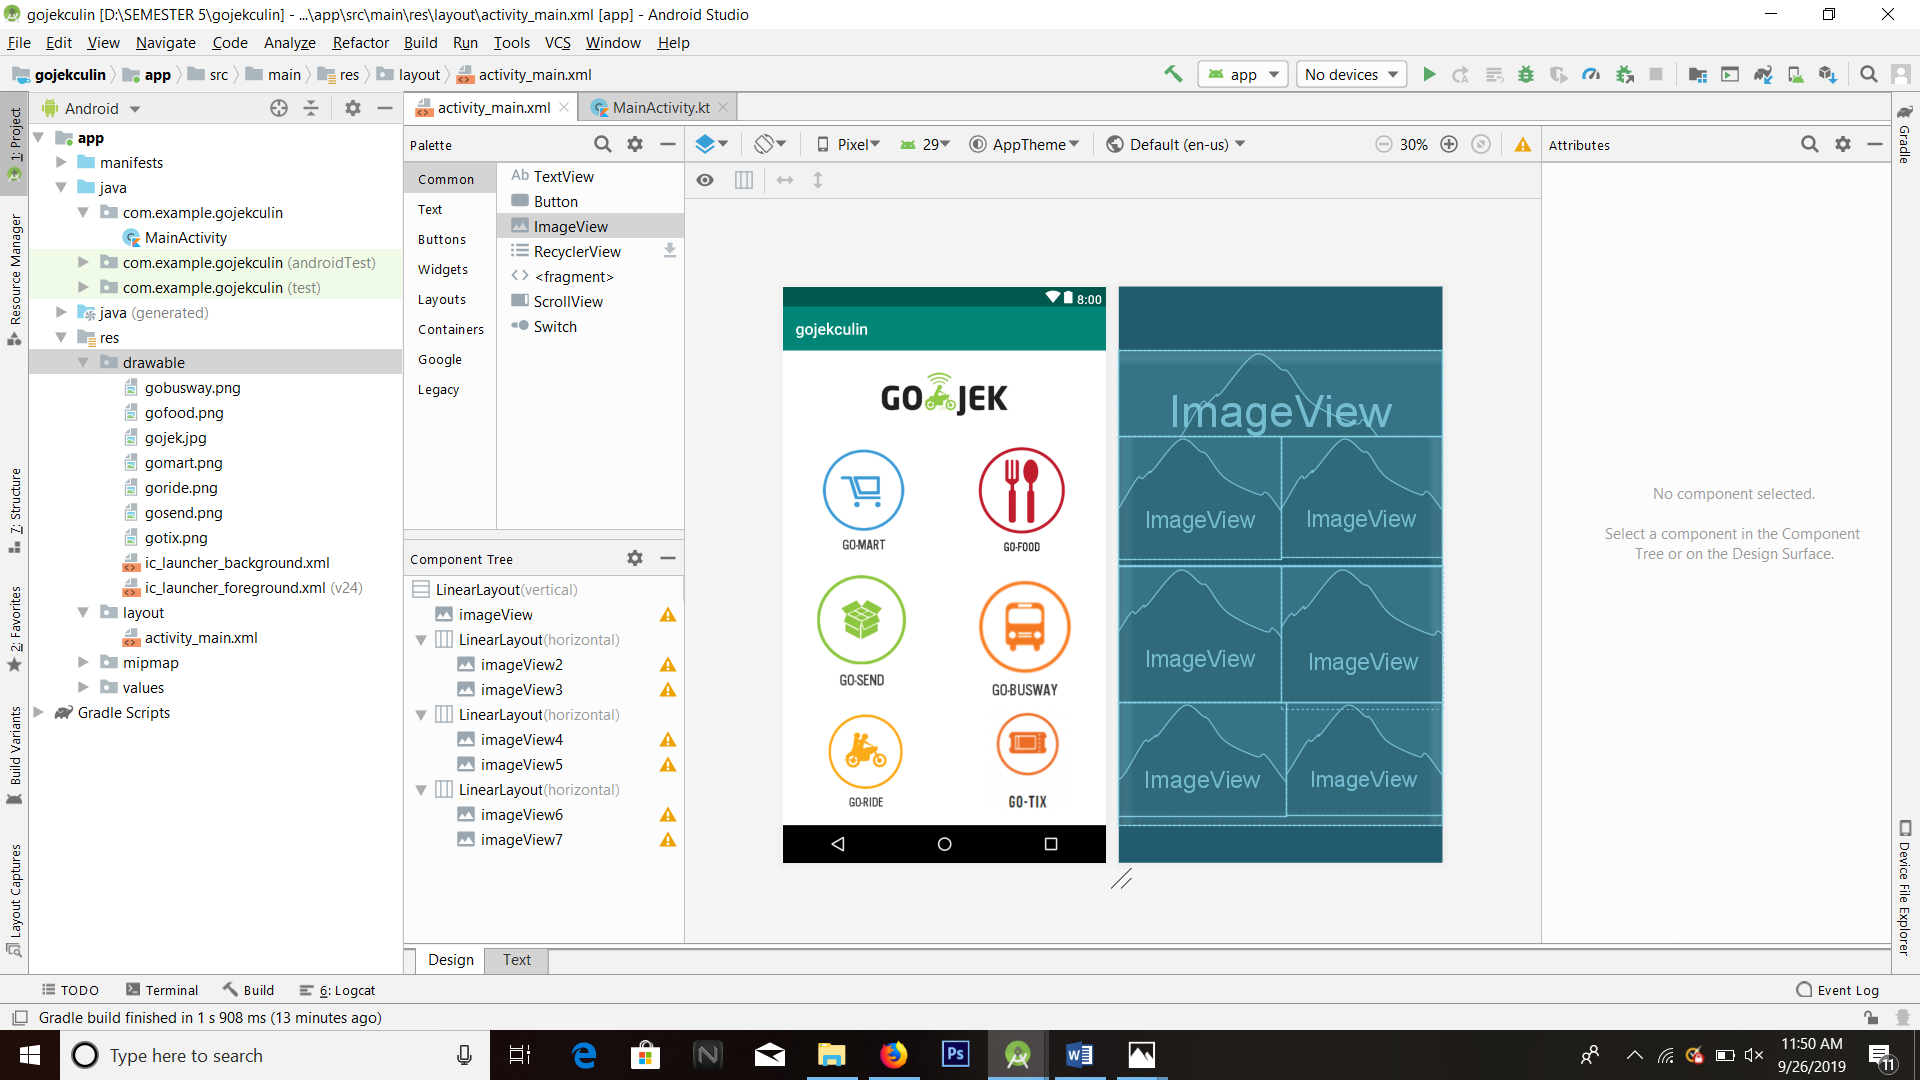 gojekculin [D:\SEMESTER 5\gojekculin] - ...\app\src\main\res\layout\activity_main.xml [app] - Android Studio
File Edit View Navigate Code Analyze Refactor Build Run Tools VCS Window Help
gojekculin app src main res layout activity_main.xml
app No devices
1: Project
Resource Manager
7: Structure
2: Favorites
Build Variants
Layout Captures
Android
app
manifests
java
com.example.gojekculin
MainActivity
com.example.gojekculin (androidTest)
com.example.gojekculin (test)
java (generated)
res
drawable
gobusway.png
gofood.png
gojek.jpg
gomart.png
goride.png
gosend.png
gotix.png
ic_launcher_background.xml
ic_launcher_foreground.xml (v24)
layout
activity_main.xml
mipmap
values
Gradle Scripts
activity_main.xml MainActivity.kt
Palette
Common
Text
Buttons
Widgets
Layouts
Containers
Google
Legacy
Ab TextView
Button
ImageView
RecyclerView
<fragment>
ScrollView
Switch
Component Tree
LinearLayout(vertical)
imageView
LinearLayout(horizontal)
imageView2
imageView3
LinearLayout(horizontal)
imageView4
imageView5
LinearLayout(horizontal)
imageView6
imageView7
Pixel 29 AppTheme Default (en-us) 30%
8:00
gojekculin
GO JEK
GO-MART GO-FOOD
GO-SEND GO-BUSWAY
GO-RIDE GO-TIX
ImageView
ImageView ImageView
ImageView ImageView
ImageView ImageView
Attributes
No component selected.
Select a component in the Component
Tree or on the Design Surface.
Gradle
Device File Explorer
Design Text
TODO Terminal Build 6: Logcat Event Log
Gradle build finished in 1 s 908 ms (13 minutes ago)
Type here to search
Ps
11:50 AM
9/26/2019
11